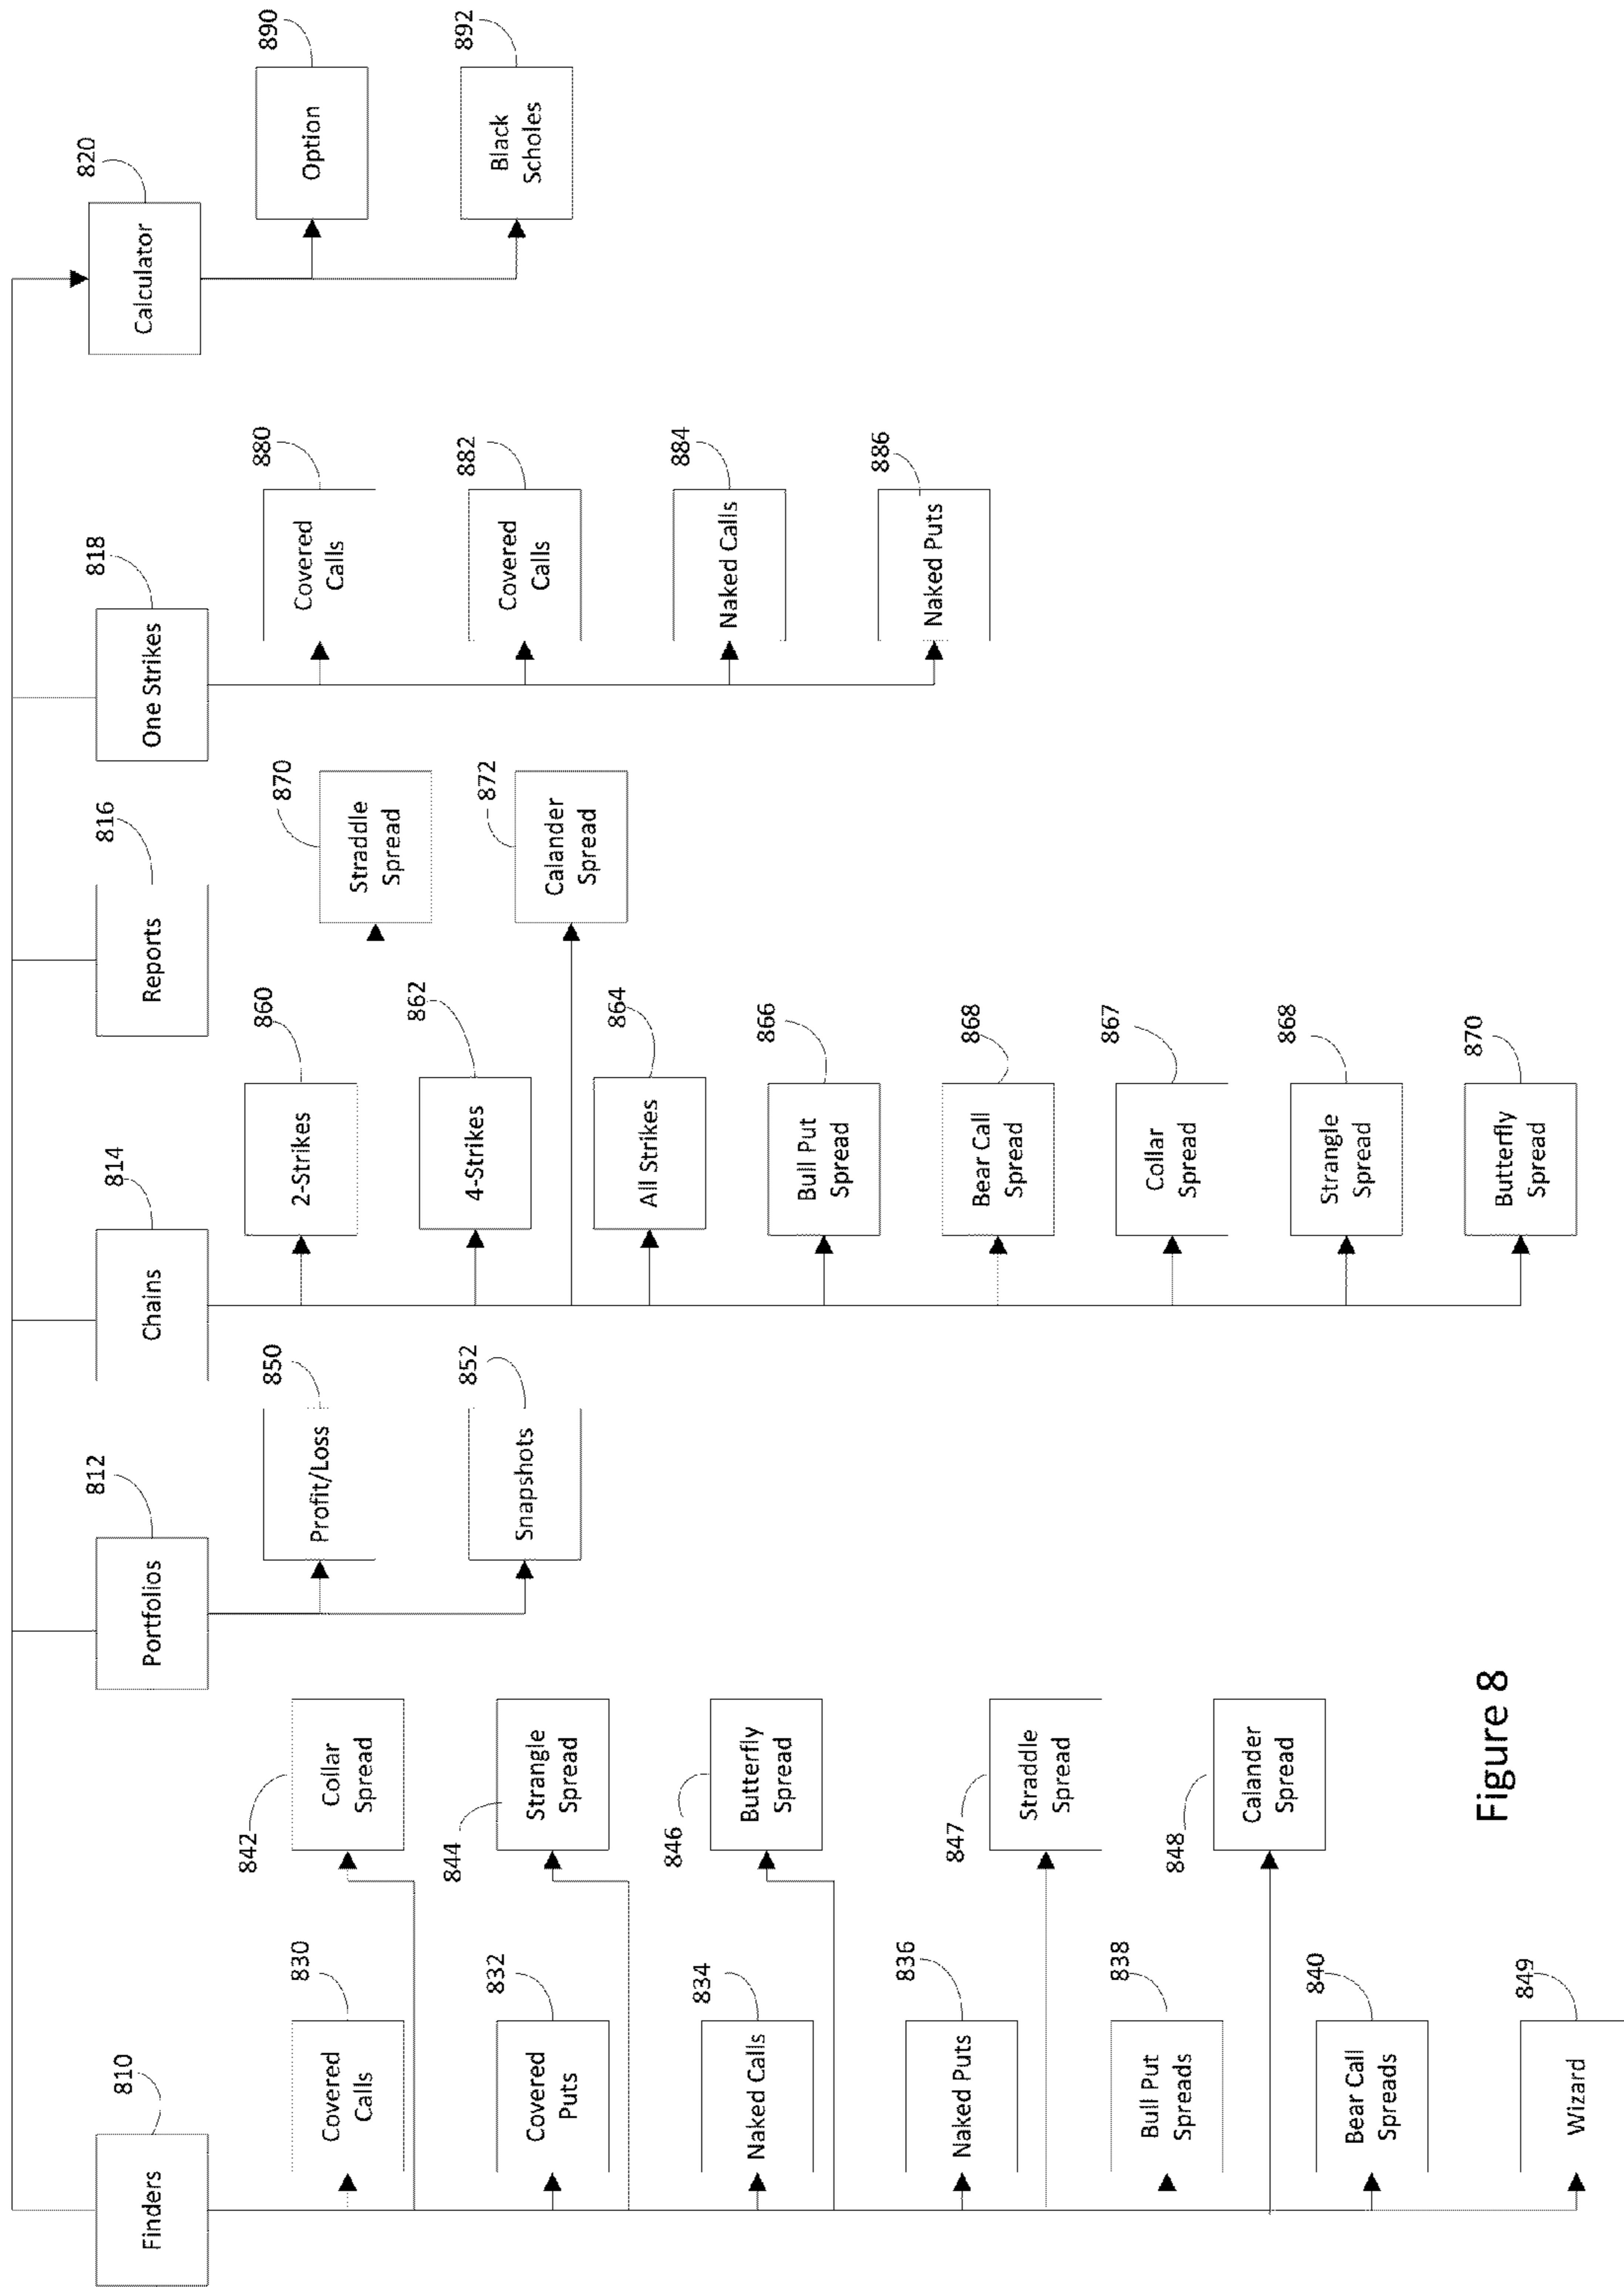 810
Finders
830
Covered
Calls
832
Covered
Puts
834
Naked Calls
836
Naked Puts
838
Bull Put
Spreads
840
Bear Call
Spreads
849
Wizard
842
Collar
Spread
844
Strangle
Spread
846
Butterfly
Spread
847
Straddle
Spread
848
Calander
Spread
812
Portfolios
850
Profit/Loss
852
Snapshots
814
Chains
860
2-Strikes
862
4-Strikes
864
All Strikes
866
Bull Put
Spread
868
Bear Call
Spread
867
Collar
Spread
868
Strangle
Spread
870
Butterfly
Spread
870
Straddle
Spread
872
Calander
Spread
816
Reports
818
One Strikes
880
Covered
Calls
882
Covered
Calls
884
Naked Calls
886
Naked Puts
820
Calculator
890
Option
892
Black
Scholes
Figure 8